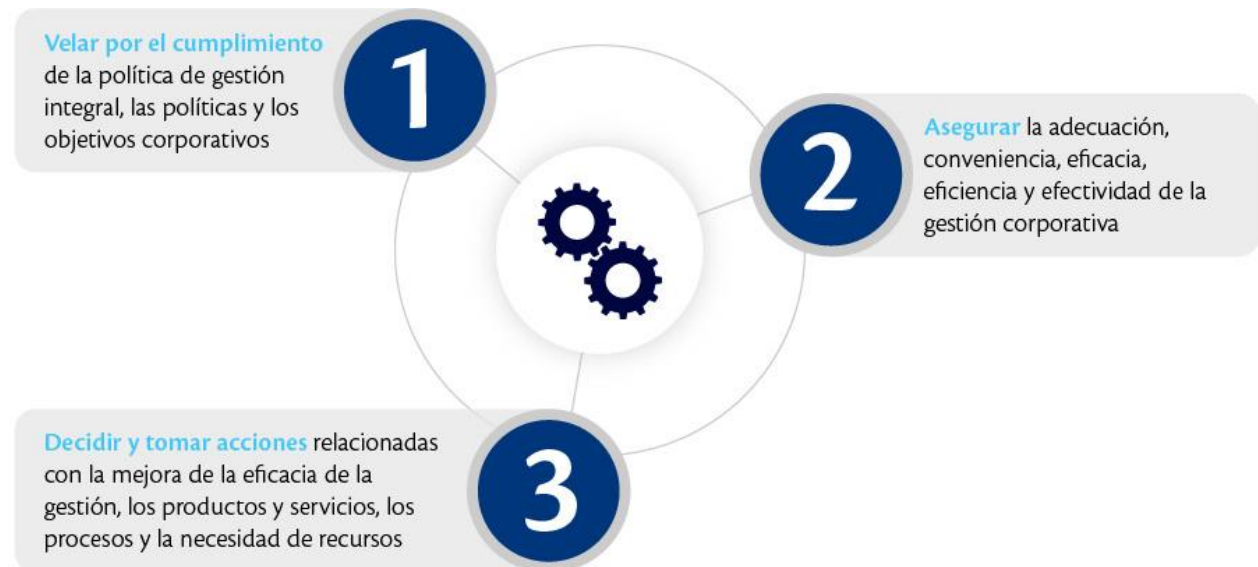 1
Velar por el cumplimiento
de la política de gestión
integral, las políticas y los
objetivos corporativos
2
Asegurar la adecuación,
conveniencia, eficacia,
eficiencia y efectividad de la
gestión corporativa
3
Decidir y tomar acciones relacionadas
con la mejora de la eficacia de la
gestión, los productos y servicios, los
procesos y la necesidad de recursos